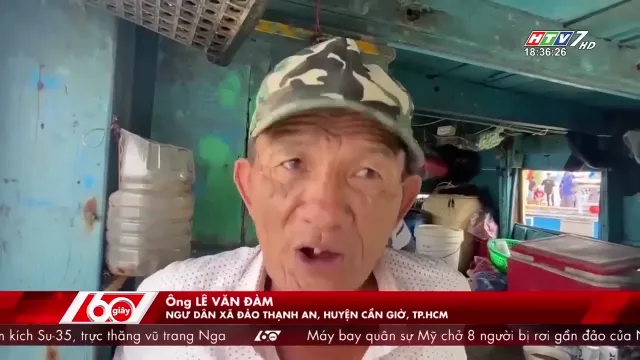 HTV7 HD
18:36:26
60 giây
Ông LÊ VĂN ĐÀM
NGƯ DÂN XÃ ĐẢO THẠNH AN, HUYỆN CẦN GIỜ, TP.HCM
n kích Su-35, trực thăng vũ trang Nga 60 giây Máy bay quân sự Mỹ chở 8 người bị rơi gần đảo của N